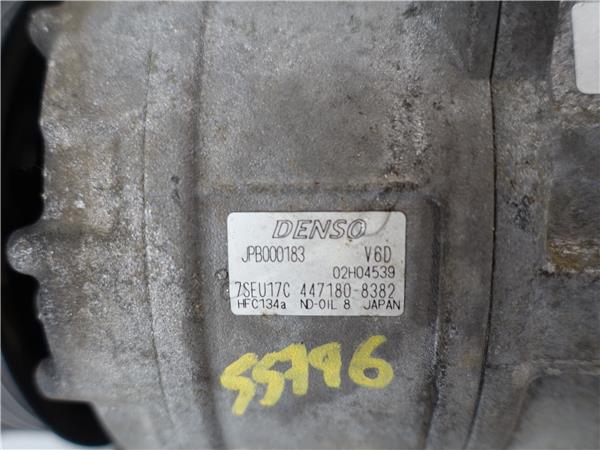 DENSO
JPB000183 V6D
02H04539
7SEU17C 447180-8382
HFC134a ND-OIL 8 JAPAN
55796